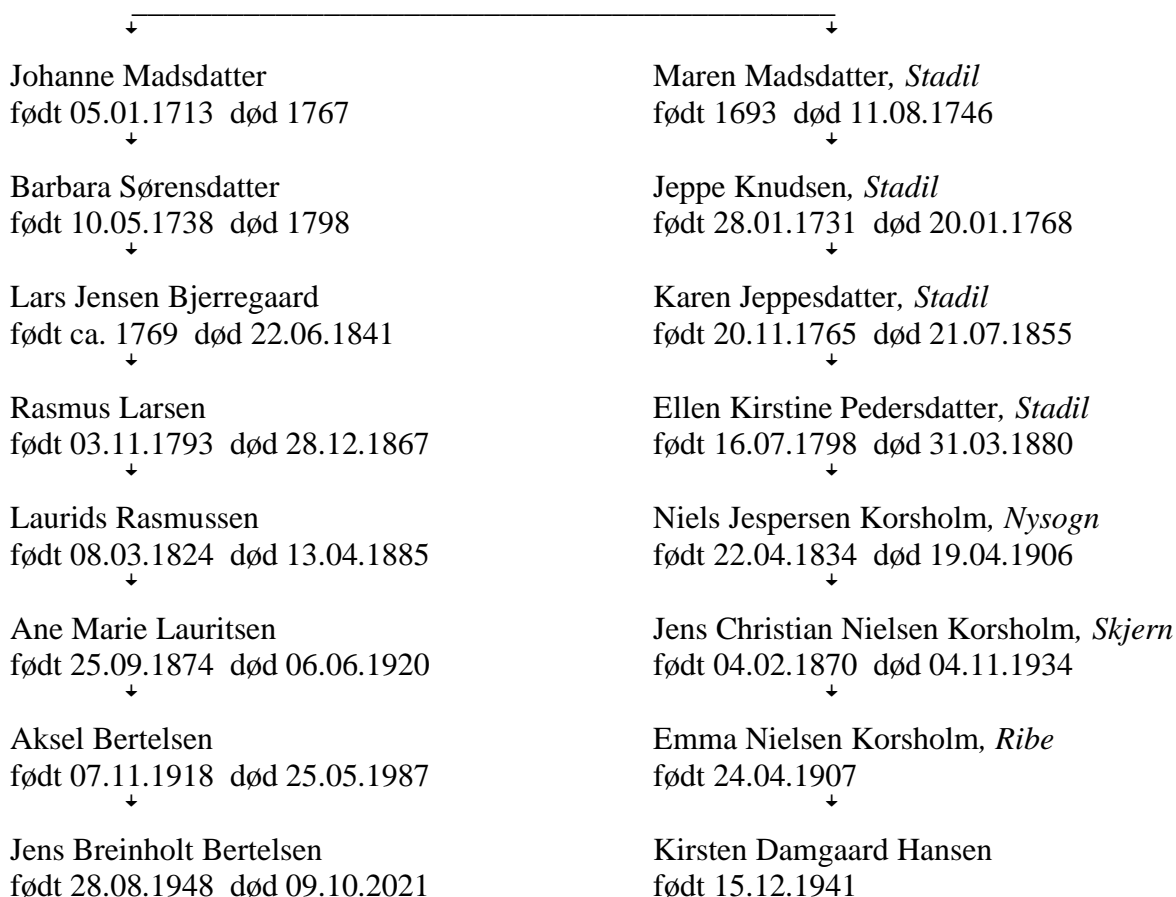 Johanne Madsdatter
født 05.01.1713 død 1767
Barbara Sørensdatter
født 10.05.1738 død 1798
Lars Jensen Bjerregaard
født ca. 1769 død 22.06.1841
Rasmus Larsen
født 03.11.1793 død 28.12.1867
Laurids Rasmussen
født 08.03.1824 død 13.04.1885
Ane Marie Lauritsen
født 25.09.1874 død 06.06.1920
Aksel Bertelsen
født 07.11.1918 død 25.05.1987
Jens Breinholt Bertelsen
født 28.08.1948 død 09.10.2021
Maren Madsdatter, Stadil
født 1693 død 11.08.1746
Jeppe Knudsen, Stadil
født 28.01.1731 død 20.01.1768
Karen Jeppesdatter, Stadil
født 20.11.1765 død 21.07.1855
Ellen Kirstine Pedersdatter, Stadil
født 16.07.1798 død 31.03.1880
Niels Jespersen Korsholm, Nysogn
født 22.04.1834 død 19.04.1906
Jens Christian Nielsen Korsholm, Skjern
født 04.02.1870 død 04.11.1934
Emma Nielsen Korsholm, Ribe
født 24.04.1907
Kirsten Damgaard Hansen
født 15.12.1941